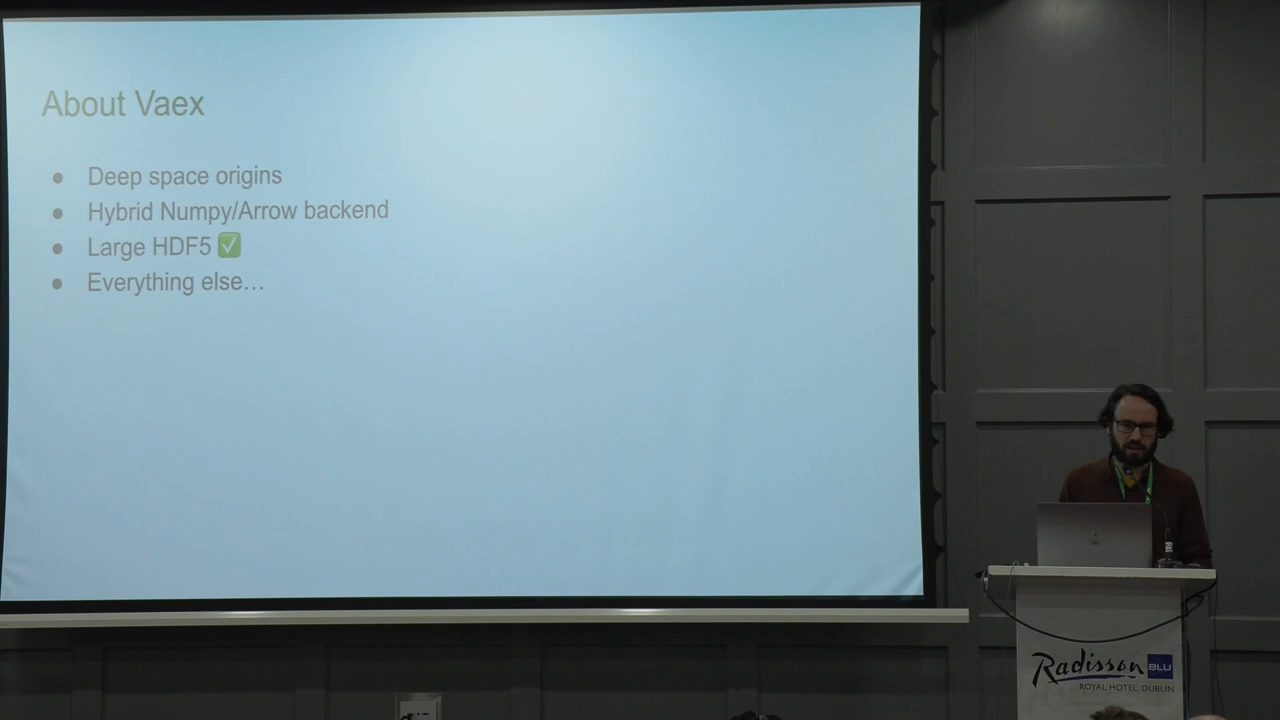 About Vaex
● Deep space origins
● Hybrid Numpy/Arrow backend
● Large HDF5 ✅
● Everything else…
Radisson BLU
ROYAL HOTEL, DUBLIN